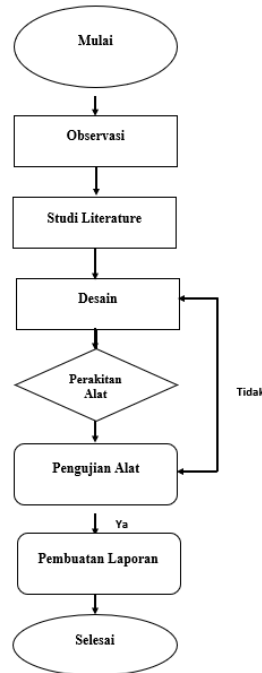 Mulai
Observasi
Studi Literature
Desain
Perakitan
Alat
Tidak
Pengujian Alat
Ya
Pembuatan Laporan
Selesai